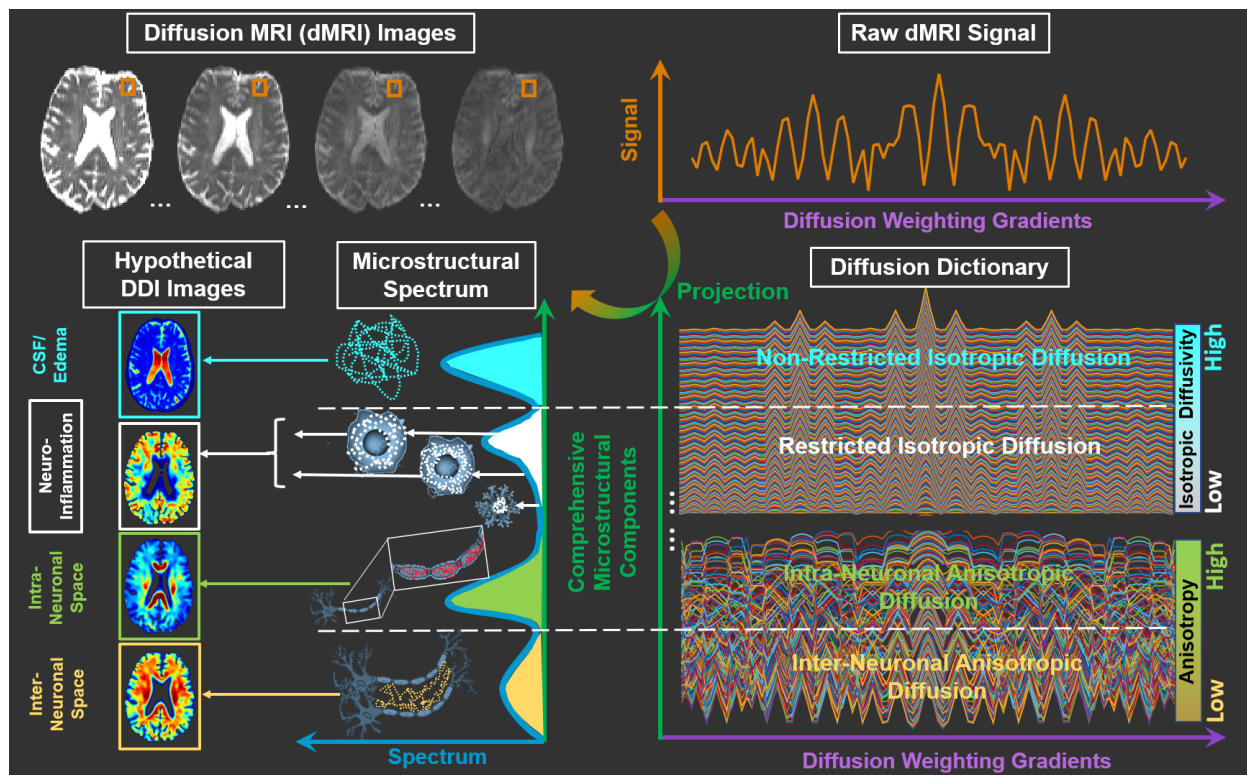 Diffusion MRI (dMRI) Images
Raw dMRI Signal
Signal
...
...
...
Diffusion Weighting Gradients
Hypothetical
DDI Images
Microstructural
Spectrum
Projection
Diffusion Dictionary
CSF/
Edema
Neuro-
Inflammation
Intra-
Neuronal
Space
Inter-
Neuronal
Space
Comprehensive
Microstructural
Components
Spectrum
Non-Restricted Isotropic Diffusion
Restricted Isotropic Diffusion
...
...
Intra-Neuronal Anisotropic
Diffusion
Inter-Neuronal Anisotropic
Diffusion
Isotropic Diffusivity
High
Low
Anisotropy
High
Low
Diffusion Weighting Gradients